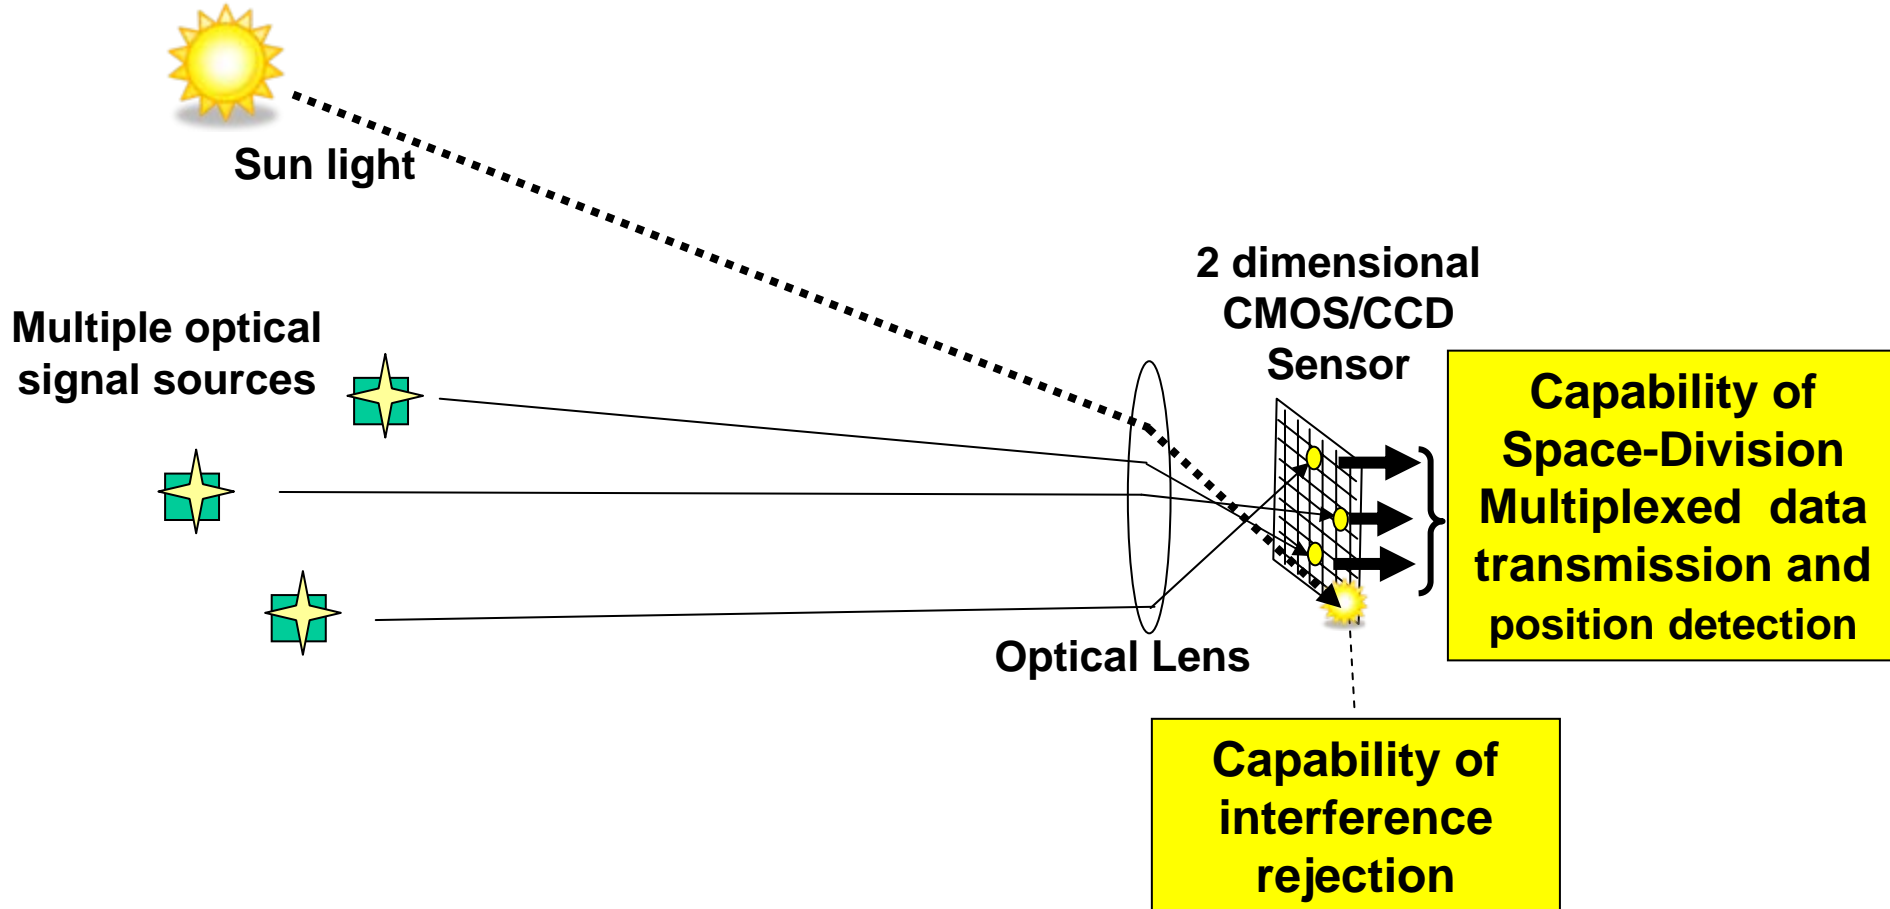 Sun light
2 dimensional
CMOS/CCD
Sensor
Multiple optical
signal sources
Capability of
Space-Division
Multiplexed data
transmission and
position detection
Optical Lens
Capability of
interference
rejection